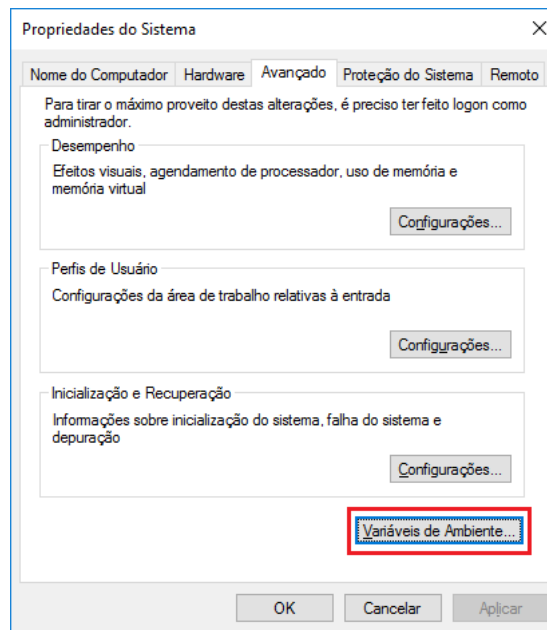 Propriedades do Sistema
Nome do Computador Hardware Avançado Proteção do Sistema Remoto
Para tirar o máximo proveito destas alterações, é preciso ter feito logon como
administrador.
Desempenho
Efeitos visuais, agendamento de processador, uso de memória e
memória virtual
Configurações...
Perfis de Usuário
Configurações da área de trabalho relativas à entrada
Configurações...
Inicialização e Recuperação
Informações sobre inicialização do sistema, falha do sistema e
depuração
Configurações...
Variáveis de Ambiente...
OK Cancelar Aplicar